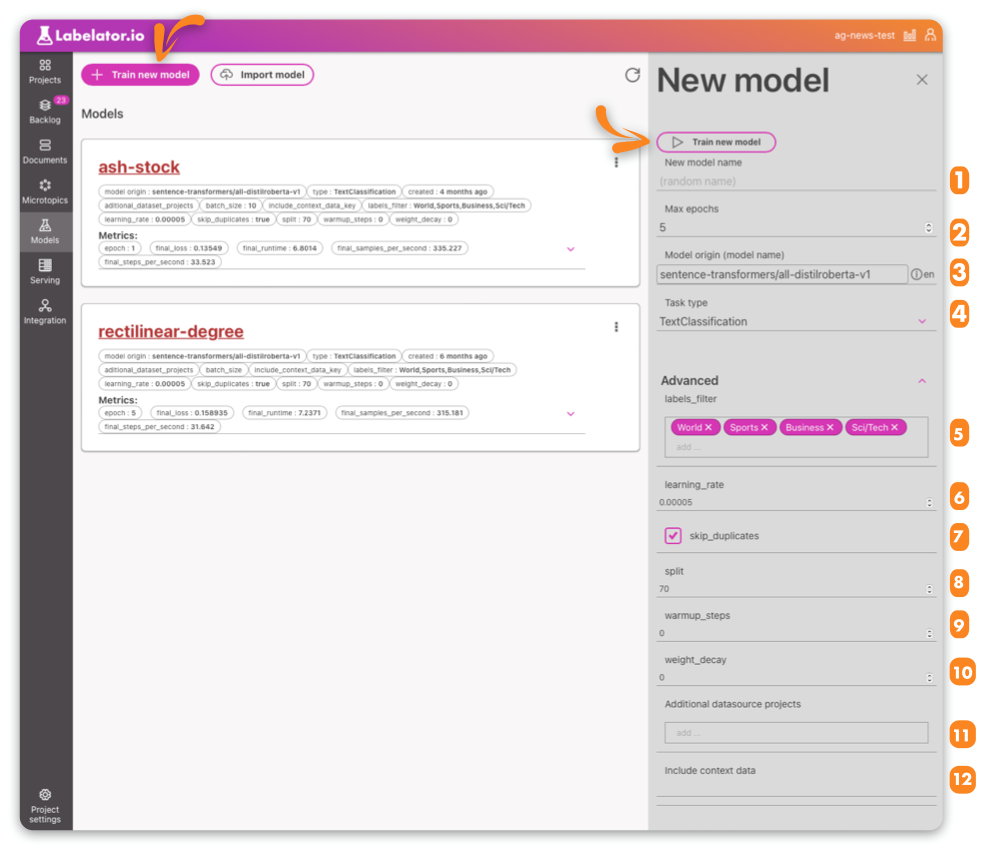 Labelator.io
ag-news-test
Projects
23
Backlog
Documents
Microtopics
Models
Serving
Integration
Project
settings
+ Train new model
Import model
Models
ash-stock
model origin : sentence-transformers/all-distilroberta-v1 type : TextClassification created : 4 months ago
aditional_dataset_projects batch_size : 10 include_context_data_key labels_filter : World,Sports,Business,Sci/Tech
learning_rate : 0.00005 skip_duplicates : true split : 70 warmup_steps : 0 weight_decay : 0
Metrics:
epoch : 1 final_loss : 0.13549 final_runtime : 6.8014 final_samples_per_second : 335.227
final_steps_per_second : 33.523
rectilinear-degree
model origin : sentence-transformers/all-distilroberta-v1 type : TextClassification created : 6 months ago
aditional_dataset_projects batch_size include_context_data_key labels_filter : World,Sports,Business,Sci/Tech
learning_rate : 0.00005 skip_duplicates : true split : 70 warmup_steps : 0 weight_decay : 0
Metrics:
epoch : 5 final_loss : 0.158935 final_runtime : 7.2371 final_samples_per_second : 315.181
final_steps_per_second : 31.642
New model
Train new model
New model name
(random name)
1
Max epochs
5
2
Model origin (model name)
sentence-transformers/all-distilroberta-v1 en
3
Task type
TextClassification
4
Advanced
labels_filter
World Sports Business Sci/Tech
add ...
5
learning_rate
0.00005
6
skip_duplicates
7
split
70
8
warmup_steps
0
9
weight_decay
0
10
Additional datasource projects
add ...
11
Include context data
12